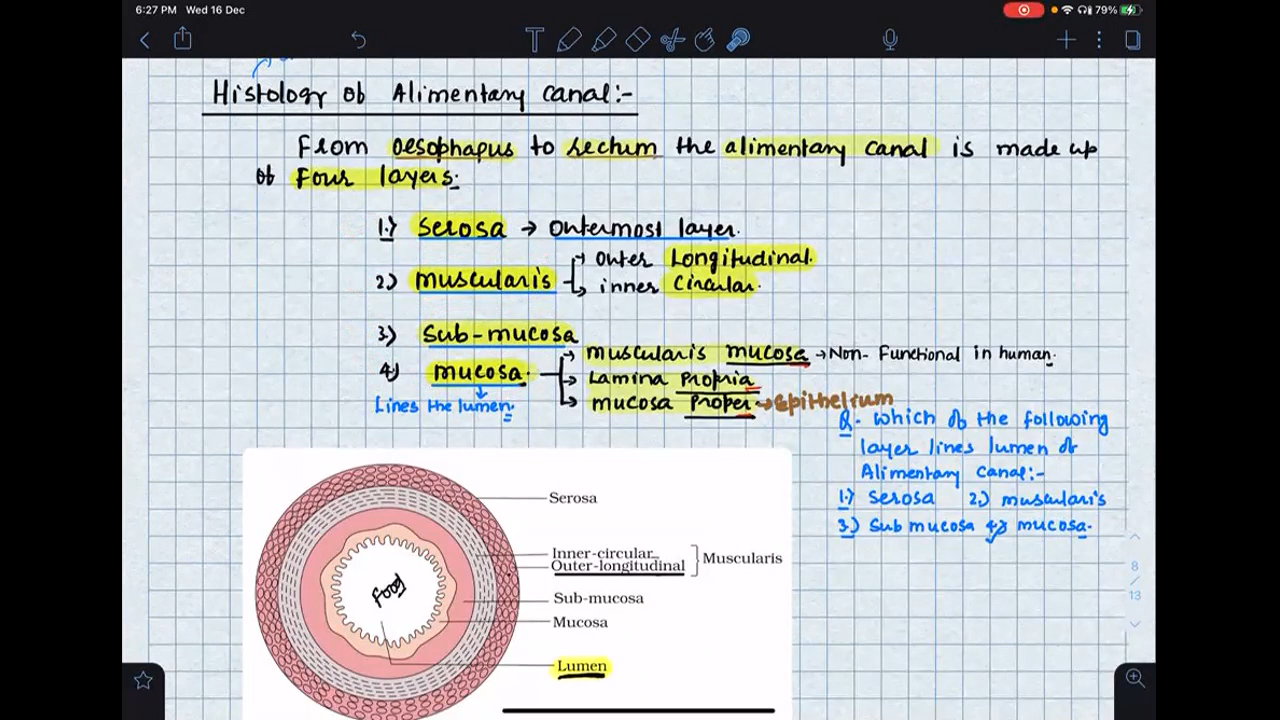 6:27 PM Wed 16 Dec
79%
Histology of Alimentary canal:-
From oesophagus to rectum the alimentary canal is made up
of Four layers.
1.) Serosa → Outermost layer.
2) muscularis → outer Longitudinal.
→ inner Circular.
3) Sub-mucosa
4) mucosa. → muscularis mucosa → Non-Functional in human.
→ Lamina Propria
→ mucosa Proper → Epithelium
Lines the lumen.
Q. which of the following
layer lines lumen of
Alimentary canal:-
1.) Serosa 2.) muscularis
3.) Sub mucosa 4.) mucosa.
Serosa
Inner-circular
Outer-longitudinal
Muscularis
Sub-mucosa
Mucosa
Lumen
Food
8
/
13